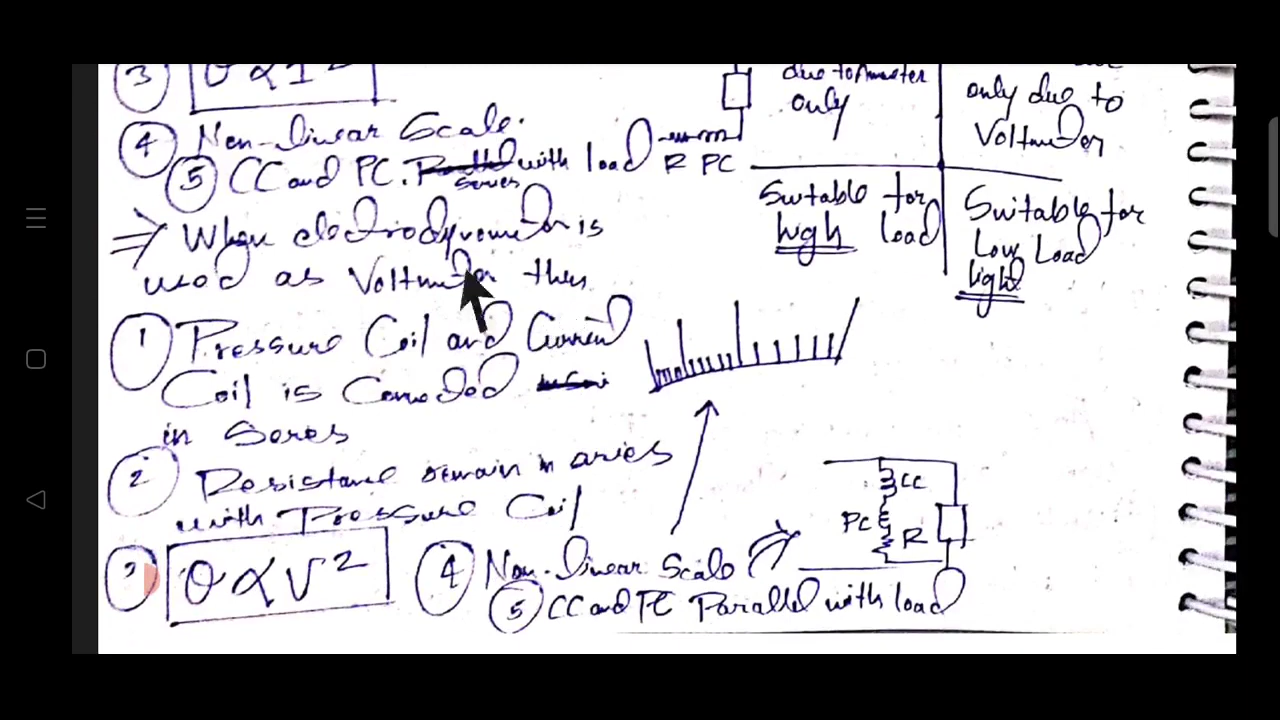 3 θ ∝ I²
4 Non-linear Scale.
5 CC and PC. series with load
R PC
due to Ammeter
only
only due to
Voltmeter
Suitable for
high load
Suitable for
Low Load
light
⇒ When electrodynamometer is
used as Voltmeter then
1 Pressure Coil and Current
Coil is Connected
in Series
2 Resistance remain in series
with Pressure Coil
3 θ ∝ V²
4 Non-linear Scale ⇒
5 CC and PC Parallel with load
CC
PC
R